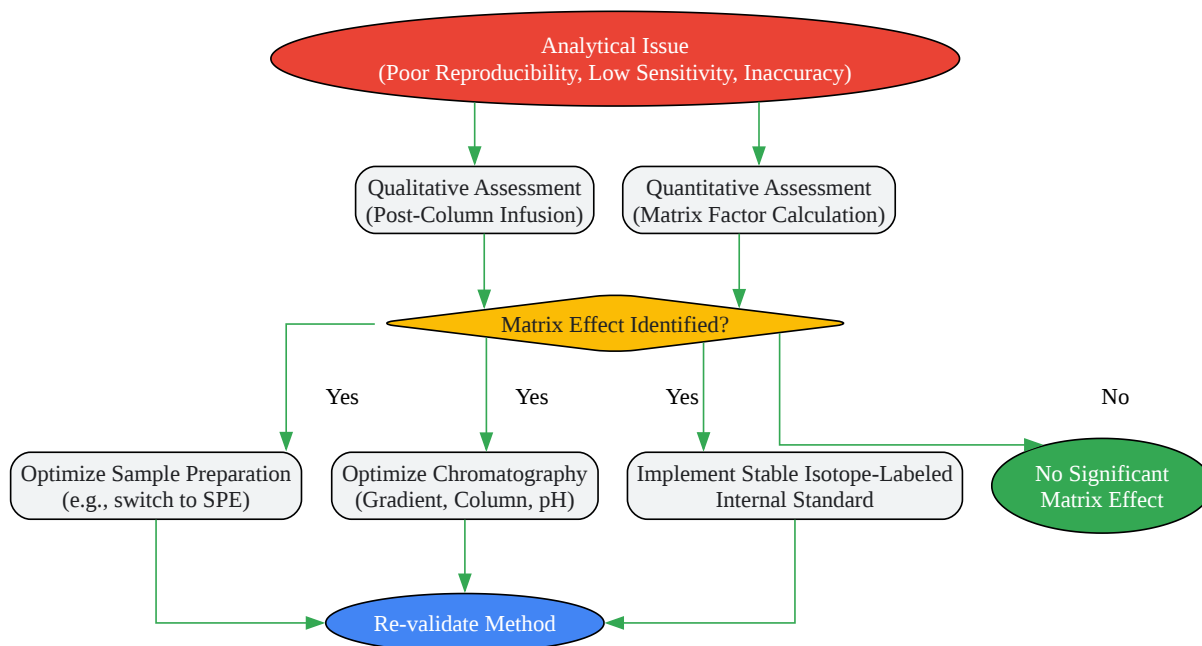 Analytical Issue
(Poor Reproducibility, Low Sensitivity, Inaccuracy)
Qualitative Assessment
(Post-Column Infusion)
Quantitative Assessment
(Matrix Factor Calculation)
Matrix Effect Identified?
Yes
Yes
Yes
No
Optimize Sample Preparation
(e.g., switch to SPE)
Optimize Chromatography
(Gradient, Column, pH)
Implement Stable Isotope-Labeled
Internal Standard
No Significant
Matrix Effect
Re-validate Method